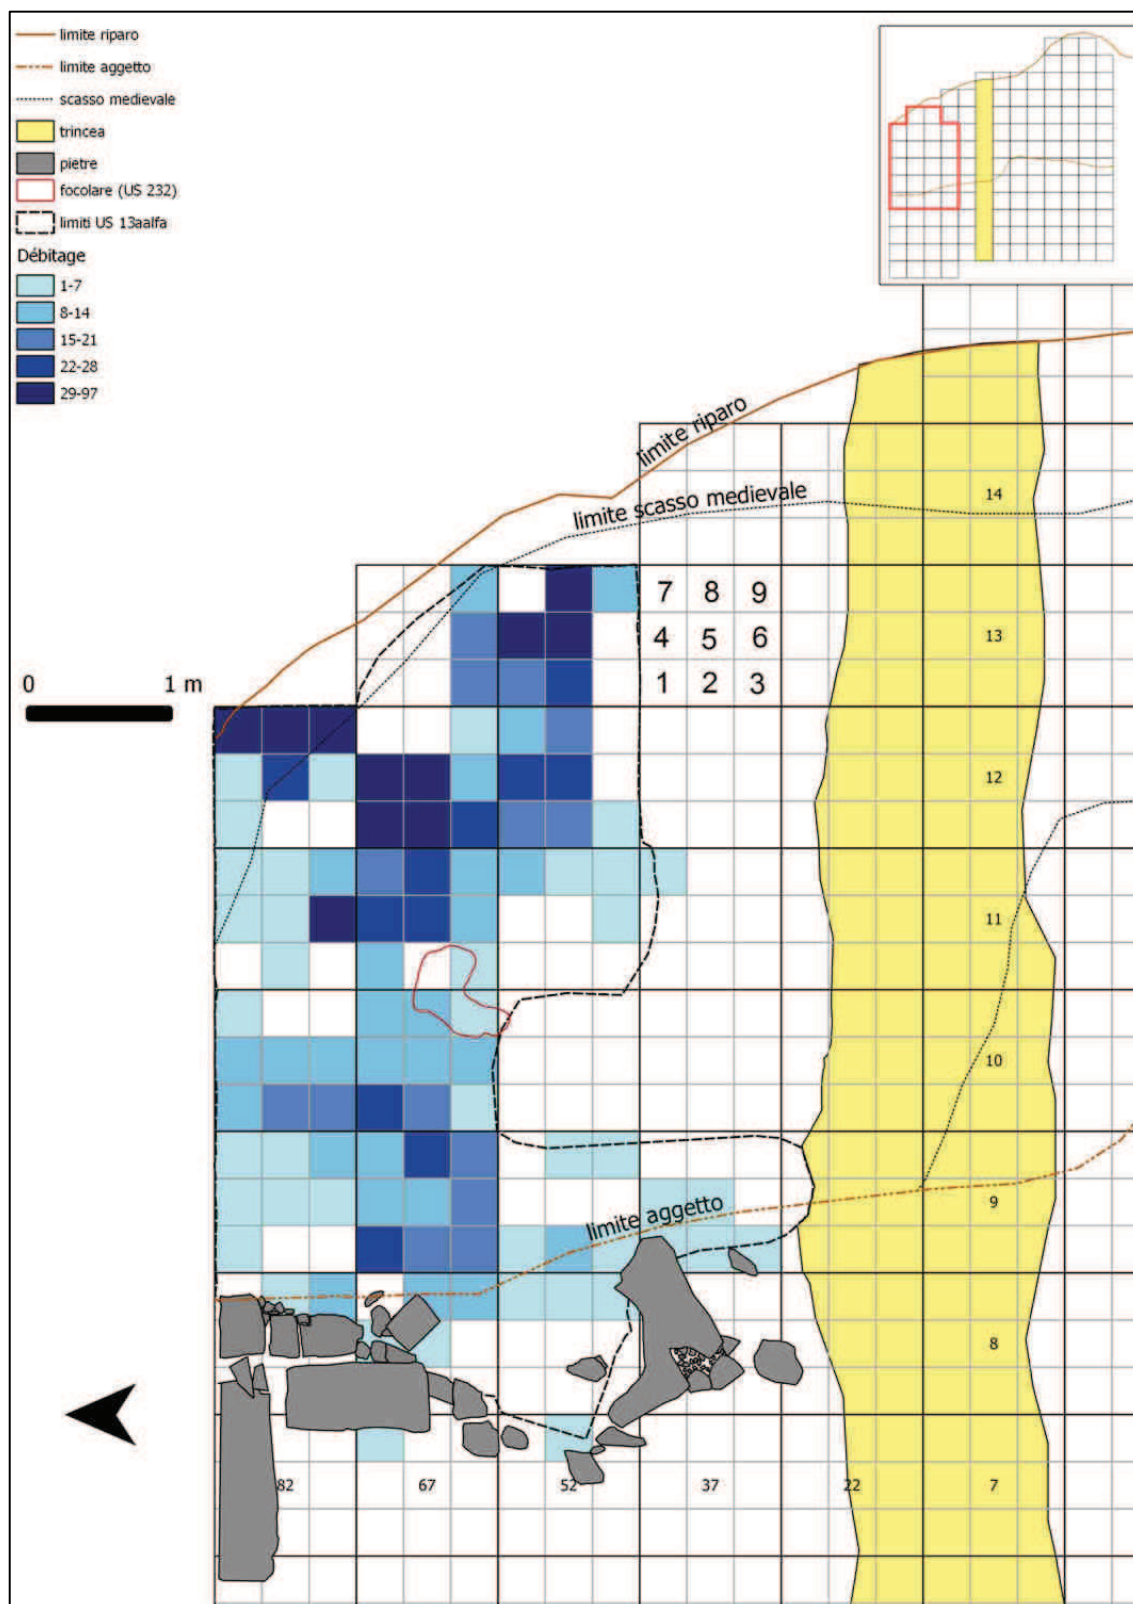 limite riparo
limite aggetto
scasso medievale
trincea
pietre
focolare (US 232)
limiti US 13aalfa
Débitage
1-7
8-14
15-21
22-28
29-97
limite riparo
limite scasso medievale
14
7 8 9
4 5 6
13
1 2 3
0 1 m
12
11
10
9
limite aggetto
8
82 67 52 37 22 7